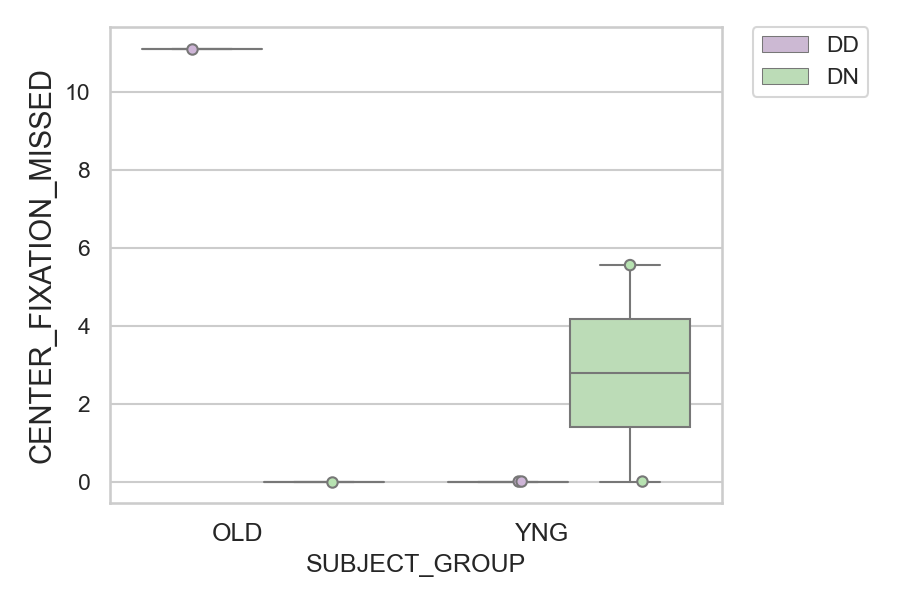 CENTER_FIXATION_MISSED
10
8
6
4
2
0
OLD
YNG
SUBJECT_GROUP
DD
DN